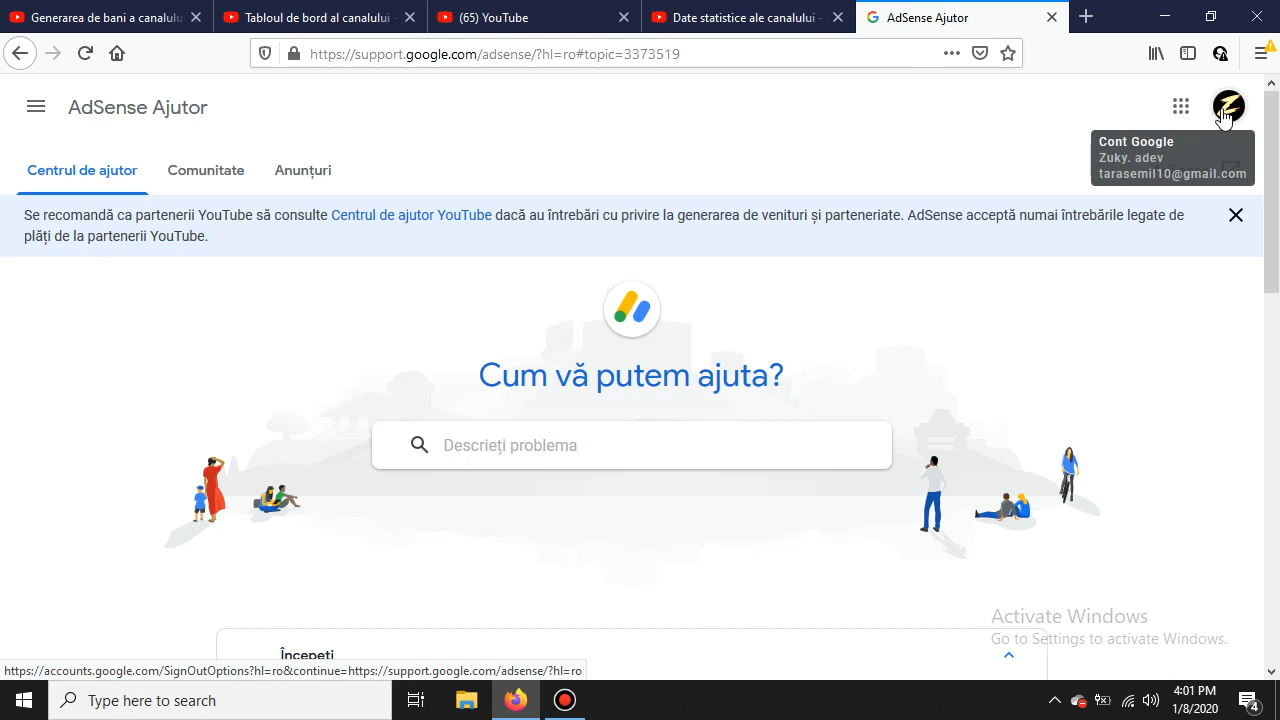 Generarea de bani a canalulu
Tabloul de bord al canalului -
(65) YouTube
Date statistice ale canalului -
AdSense Ajutor
https://support.google.com/adsense/?hl=ro#topic=3373519
AdSense Ajutor
Cont Google
Zuky. adev
tarasemil10@gmail.com
Centrul de ajutor
Comunitate
Anunțuri
Se recomandă ca partenerii YouTube să consulte Centrul de ajutor YouTube dacă au întrebări cu privire la generarea de venituri și parteneriate. AdSense acceptă numai întrebările legate de
plăți de la partenerii YouTube.
Cum vă putem ajuta?
Descrieți problema
Începeți
Activate Windows
Go to Settings to activate Windows.
https://accounts.google.com/SignOutOptions?hl=ro&continue=https://support.google.com/adsense/?hl=ro
Type here to search
4:01 PM
1/8/2020
4